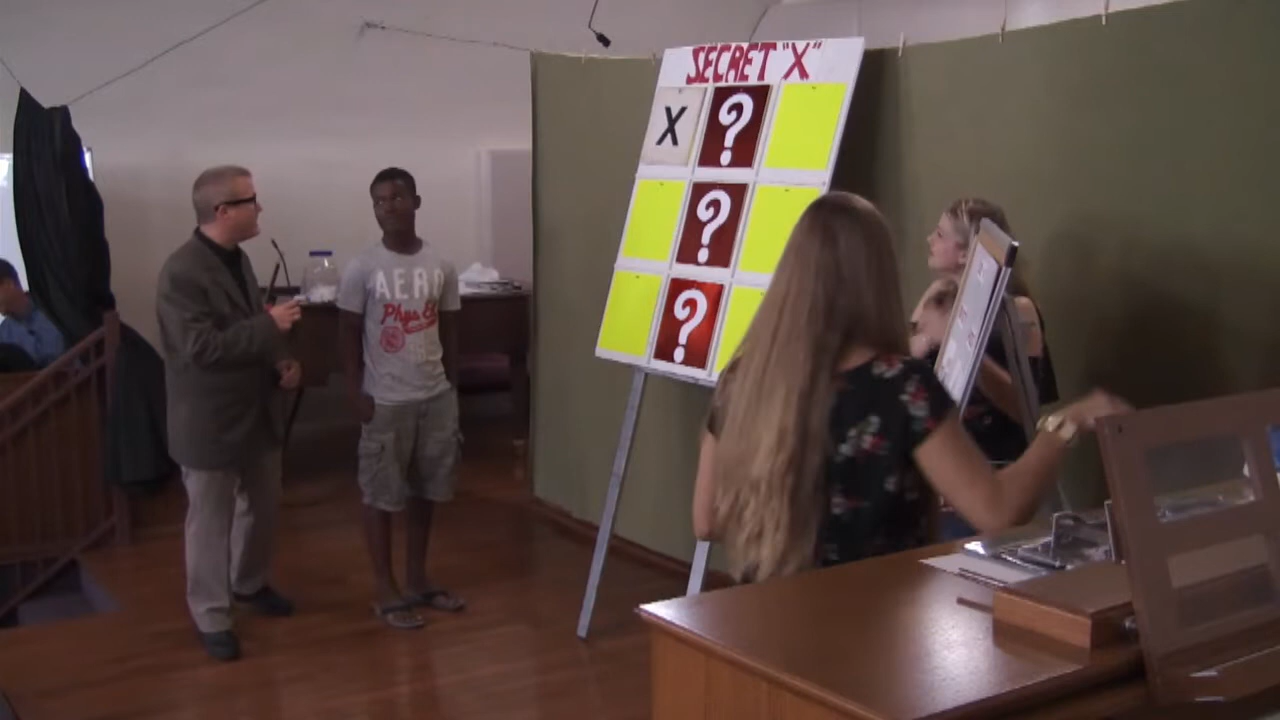 SECRET "X"
X ?
?
?
AERO